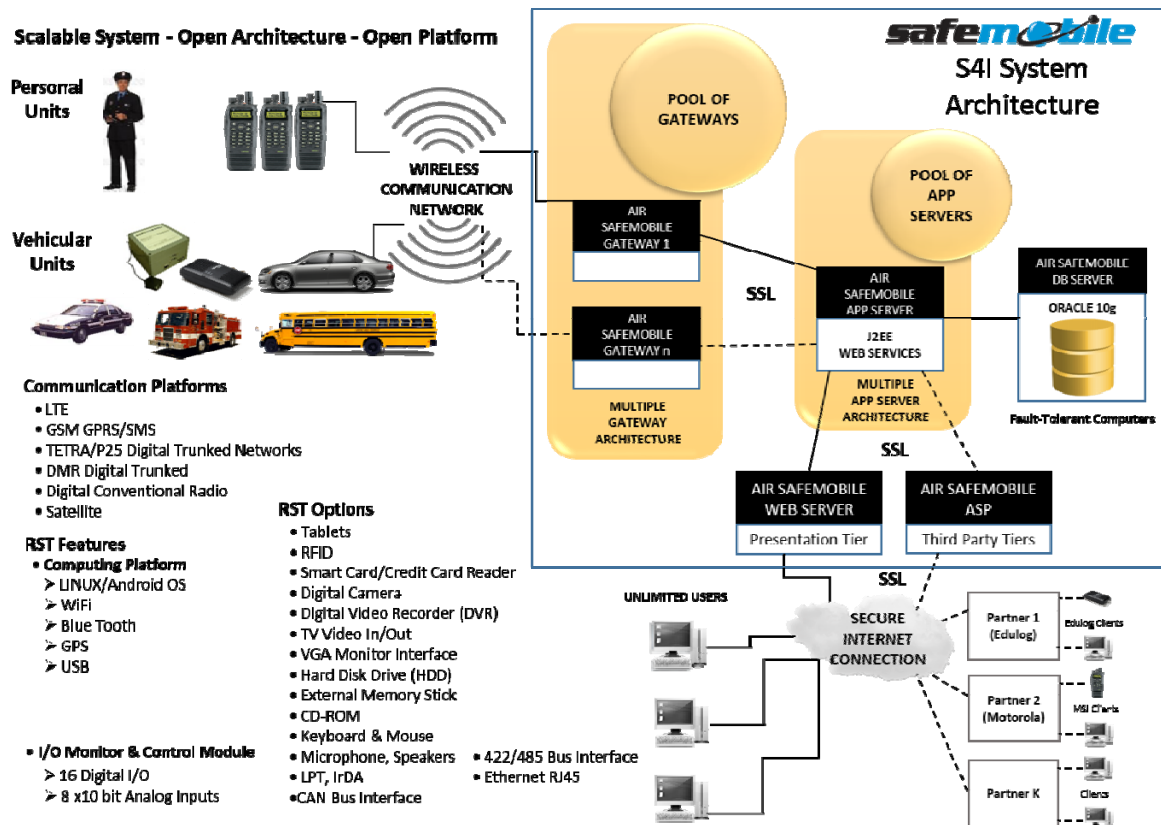 Scalable System - Open Architecture - Open Platform
safemobile
S4I System
Architecture
Personal
Units
WIRELESS
COMMUNICATION
NETWORK
Vehicular
Units
POOL OF
GATEWAYS
AIR
SAFEMOBILE
GATEWAY 1
AIR
SAFEMOBILE
GATEWAY n
MULTIPLE
GATEWAY
ARCHITECTURE
SSL
POOL OF
APP
SERVERS
AIR
SAFEMOBILE
APP SERVER
J2EE
WEB SERVICES
MULTIPLE
APP SERVER
ARCHITECTURE
AIR SAFEMOBILE
DB SERVER
ORACLE 10g
Fault-Tolerant Computers
SSL
AIR SAFEMOBILE
WEB SERVER
Presentation Tier
AIR SAFEMOBILE
ASP
Third Party Tiers
SSL
Communication Platforms
• LTE
• GSM GPRS/SMS
• TETRA/P25 Digital Trunked Networks
• DMR Digital Trunked
• Digital Conventional Radio
• Satellite
RST Features
• Computing Platform
➢ LINUX/Android OS
➢ WiFi
➢ Blue Tooth
➢ GPS
➢ USB
• I/O Monitor & Control Module
➢ 16 Digital I/O
➢ 8 x10 bit Analog Inputs
RST Options
• Tablets
• RFID
• Smart Card/Credit Card Reader
• Digital Camera
• Digital Video Recorder (DVR)
• TV Video In/Out
• VGA Monitor Interface
• Hard Disk Drive (HDD)
• External Memory Stick
• CD-ROM
• Keyboard & Mouse
• Microphone, Speakers
• LPT, IrDA
•CAN Bus Interface
• 422/485 Bus Interface
• Ethernet RJ45
UNLIMITED USERS
SECURE
INTERNET
CONNECTION
Partner 1
(Edulog)
Edulog Clients
Partner 2
(Motorola)
MSI Clients
Partner K
Clients